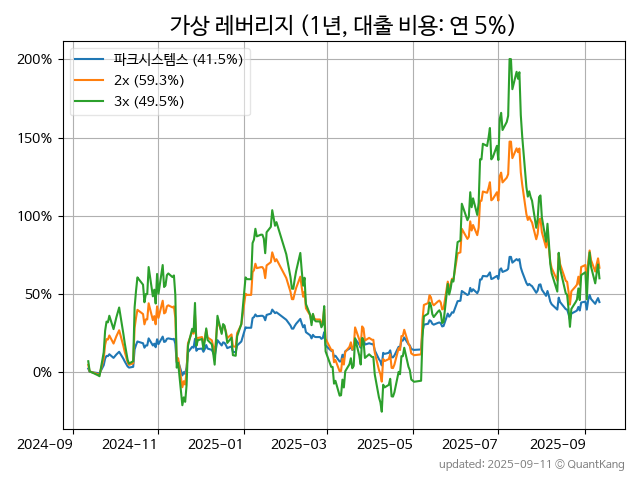 가상 레버리지 (1년, 대출 비용: 연 5%)
파크시스템스 (41.5%)
2x (59.3%)
3x (49.5%)
200%
150%
100%
50%
0%
2024-09 2024-11 2025-01 2025-03 2025-05 2025-07 2025-09
updated: 2025-09-11 © QuantKang